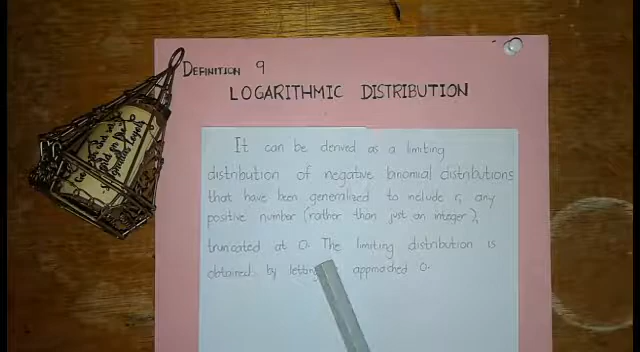 DEFINITION 9
LOGARITHMIC DISTRIBUTION
It can be derived as a limiting
distribution of negative binomial distributions
that have been generalized to include r, any
positive number (rather than just an integer),
truncated at 0. The limiting distribution is
obtained by letting approached 0.